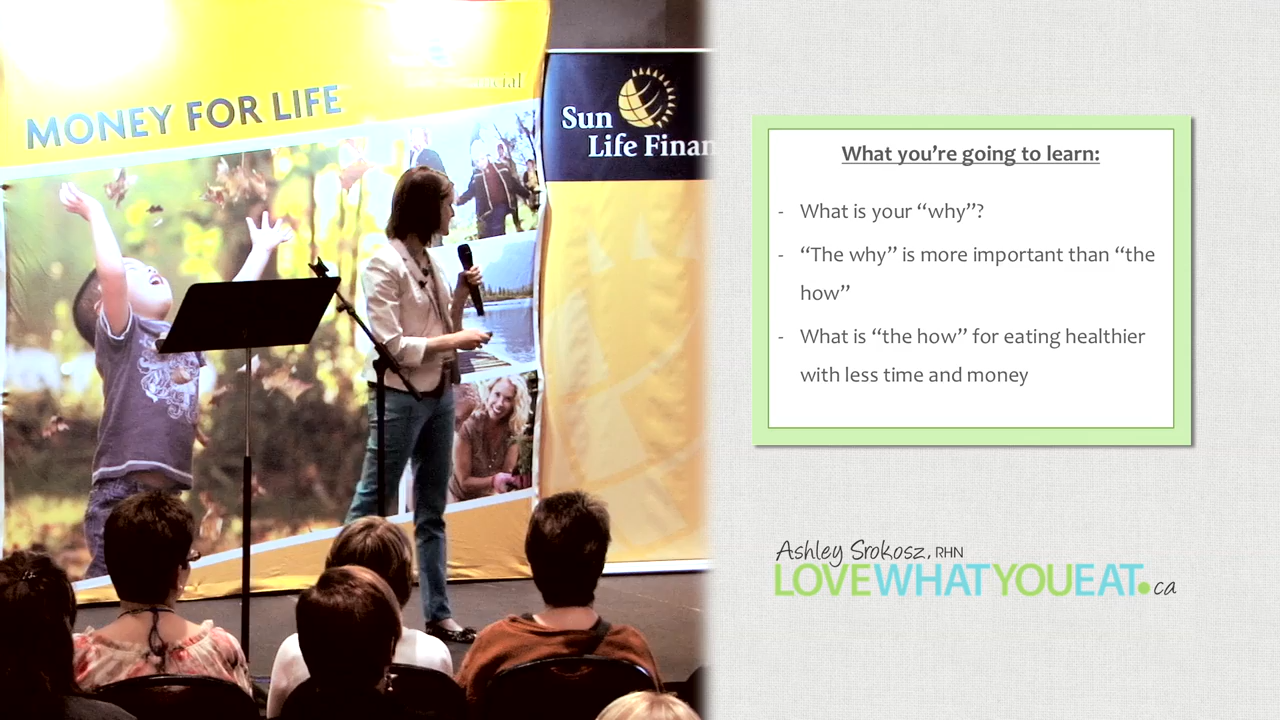 MONEY FOR LIFE
Sun
Life Finan
What you’re going to learn:
- What is your “why”?
- “The why” is more important than “the
how”
- What is “the how” for eating healthier
with less time and money
Ashley Srokosz, RHN
LOVEWHATYOUEAT.ca